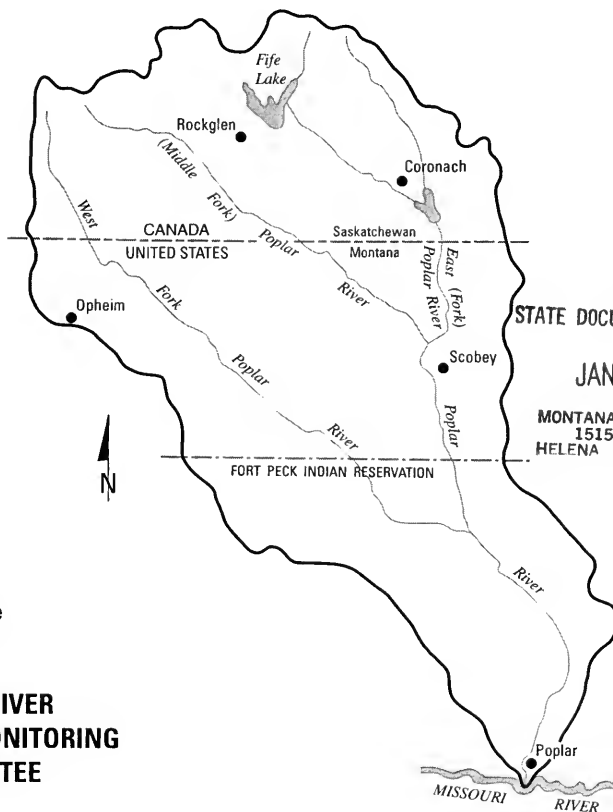 Fife
Lake
Rockglen
Coronach
(Middle
Fork)
Poplar
River
CANADA
UNITED STATES
Saskatchewan
Montana
East (Fork)
Poplar River
West
Fork
Poplar
River
Opheim
Scobey
Poplar
STATE DOCU
JAN
MONTANA
1515
HELENA
N
FORT PECK INDIAN RESERVATION
River
e
IVER
ONITORING
TEE
Poplar
MISSOURI RIVER